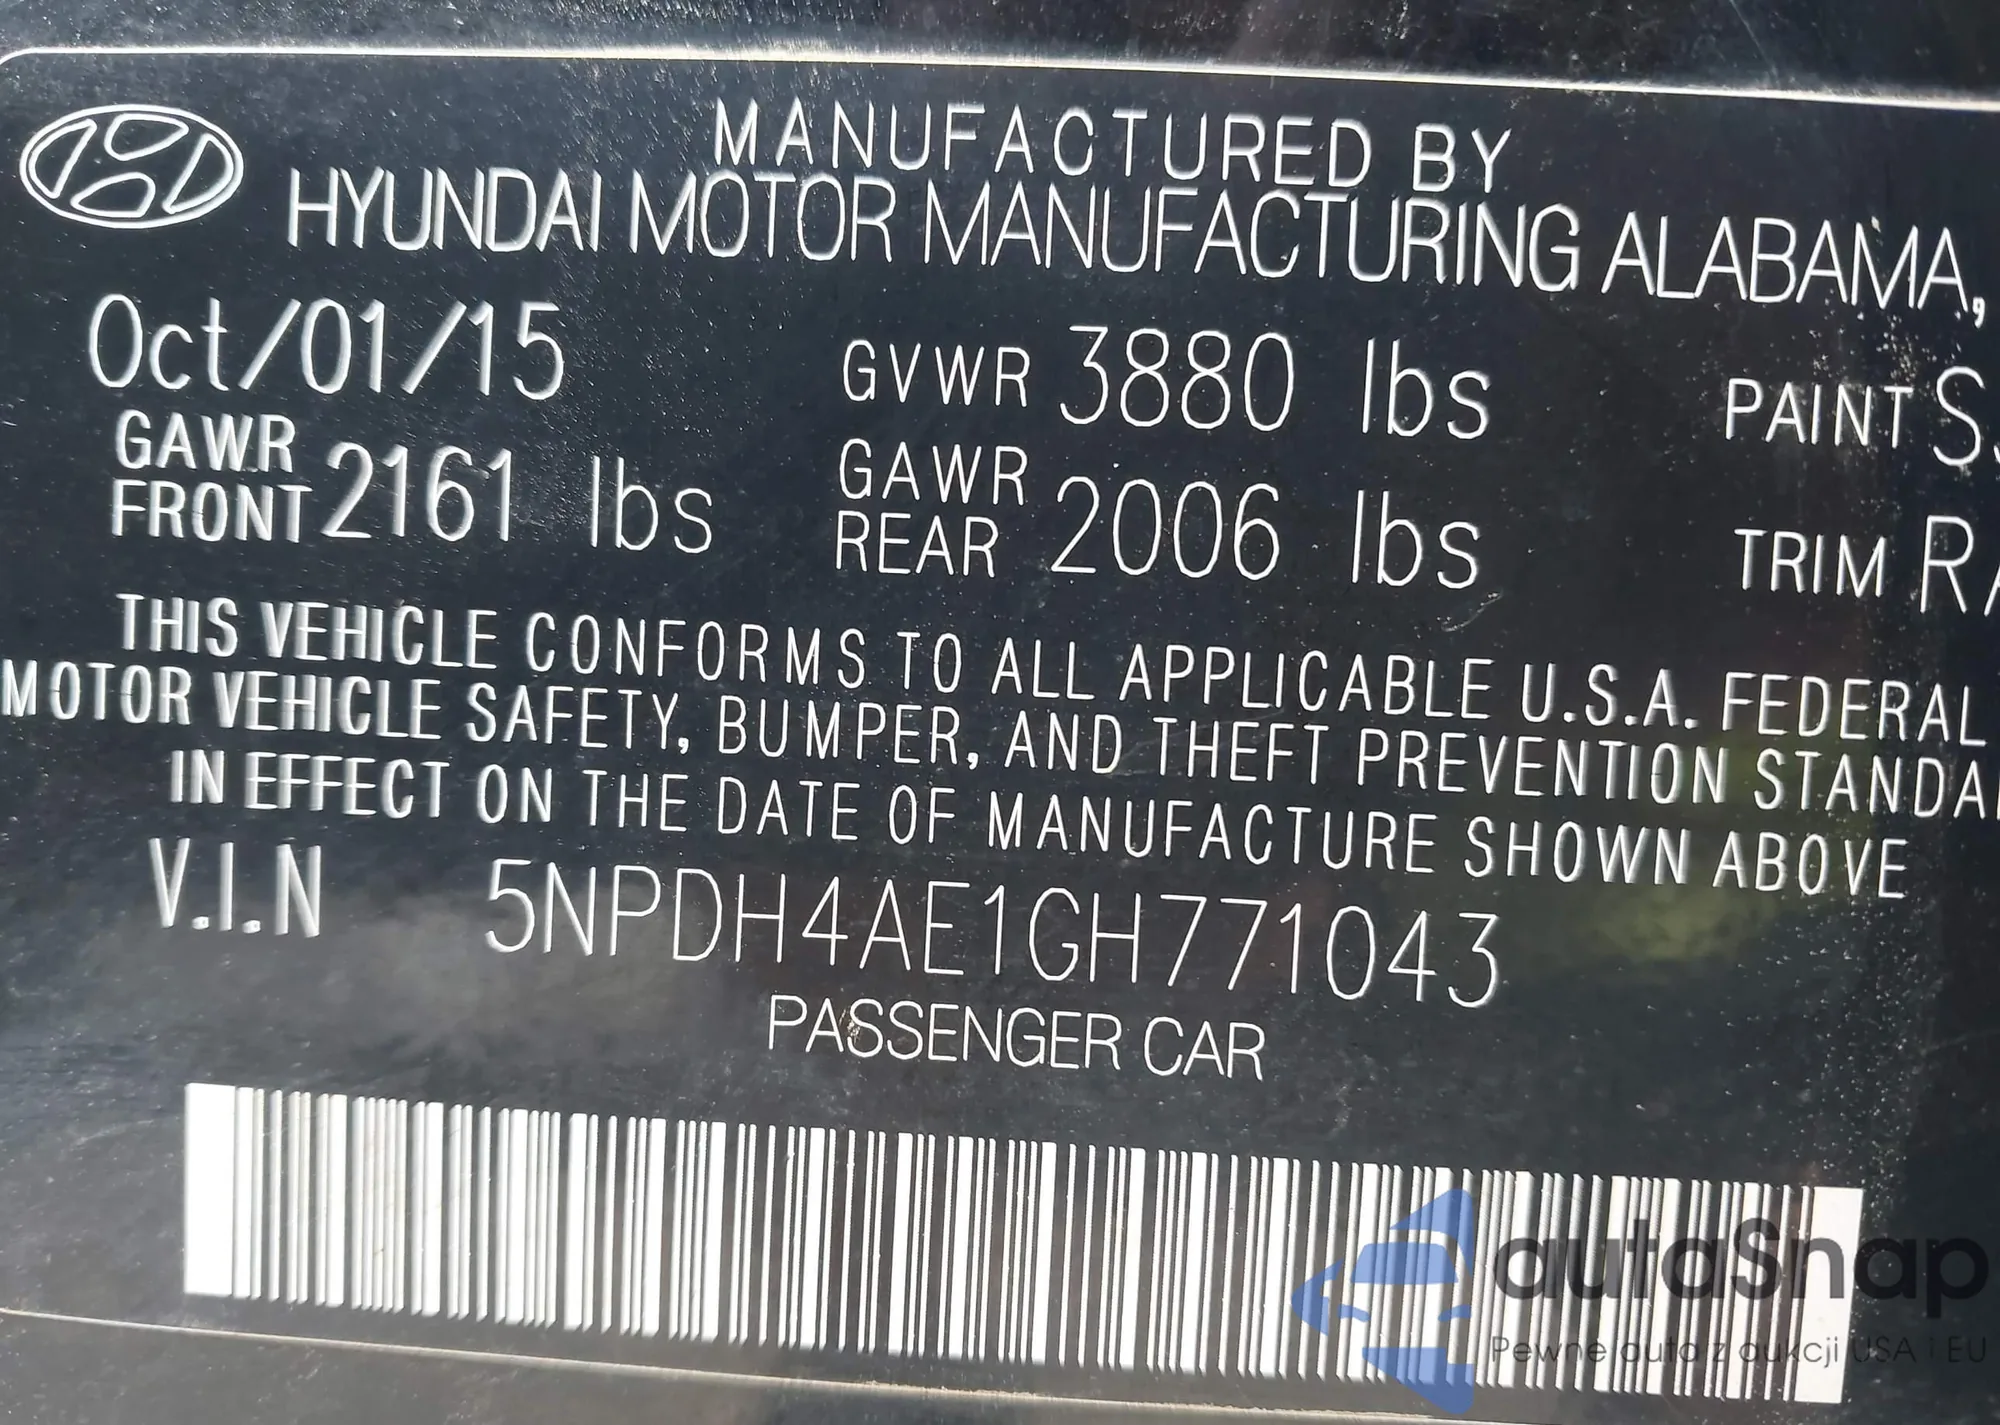 MANUFACTURED BY
HYUNDAI MOTOR MANUFACTURING ALABAMA,
Oct/01/15 GVWR 3880 lbs PAINT
GAWR FRONT 2161 lbs GAWR REAR 2006 lbs TRIM
THIS VEHICLE CONFORMS TO ALL APPLICABLE U.S.A. FEDERAL
MOTOR VEHICLE SAFETY, BUMPER, AND THEFT PREVENTION
IN EFFECT ON THE DATE OF MANUFACTURE SHOWN ABOVE
V.I.N 5NPDH4AE1GH771043
PASSENGER CAR
autaSnap
Pewne auta z aukcji USA i EU